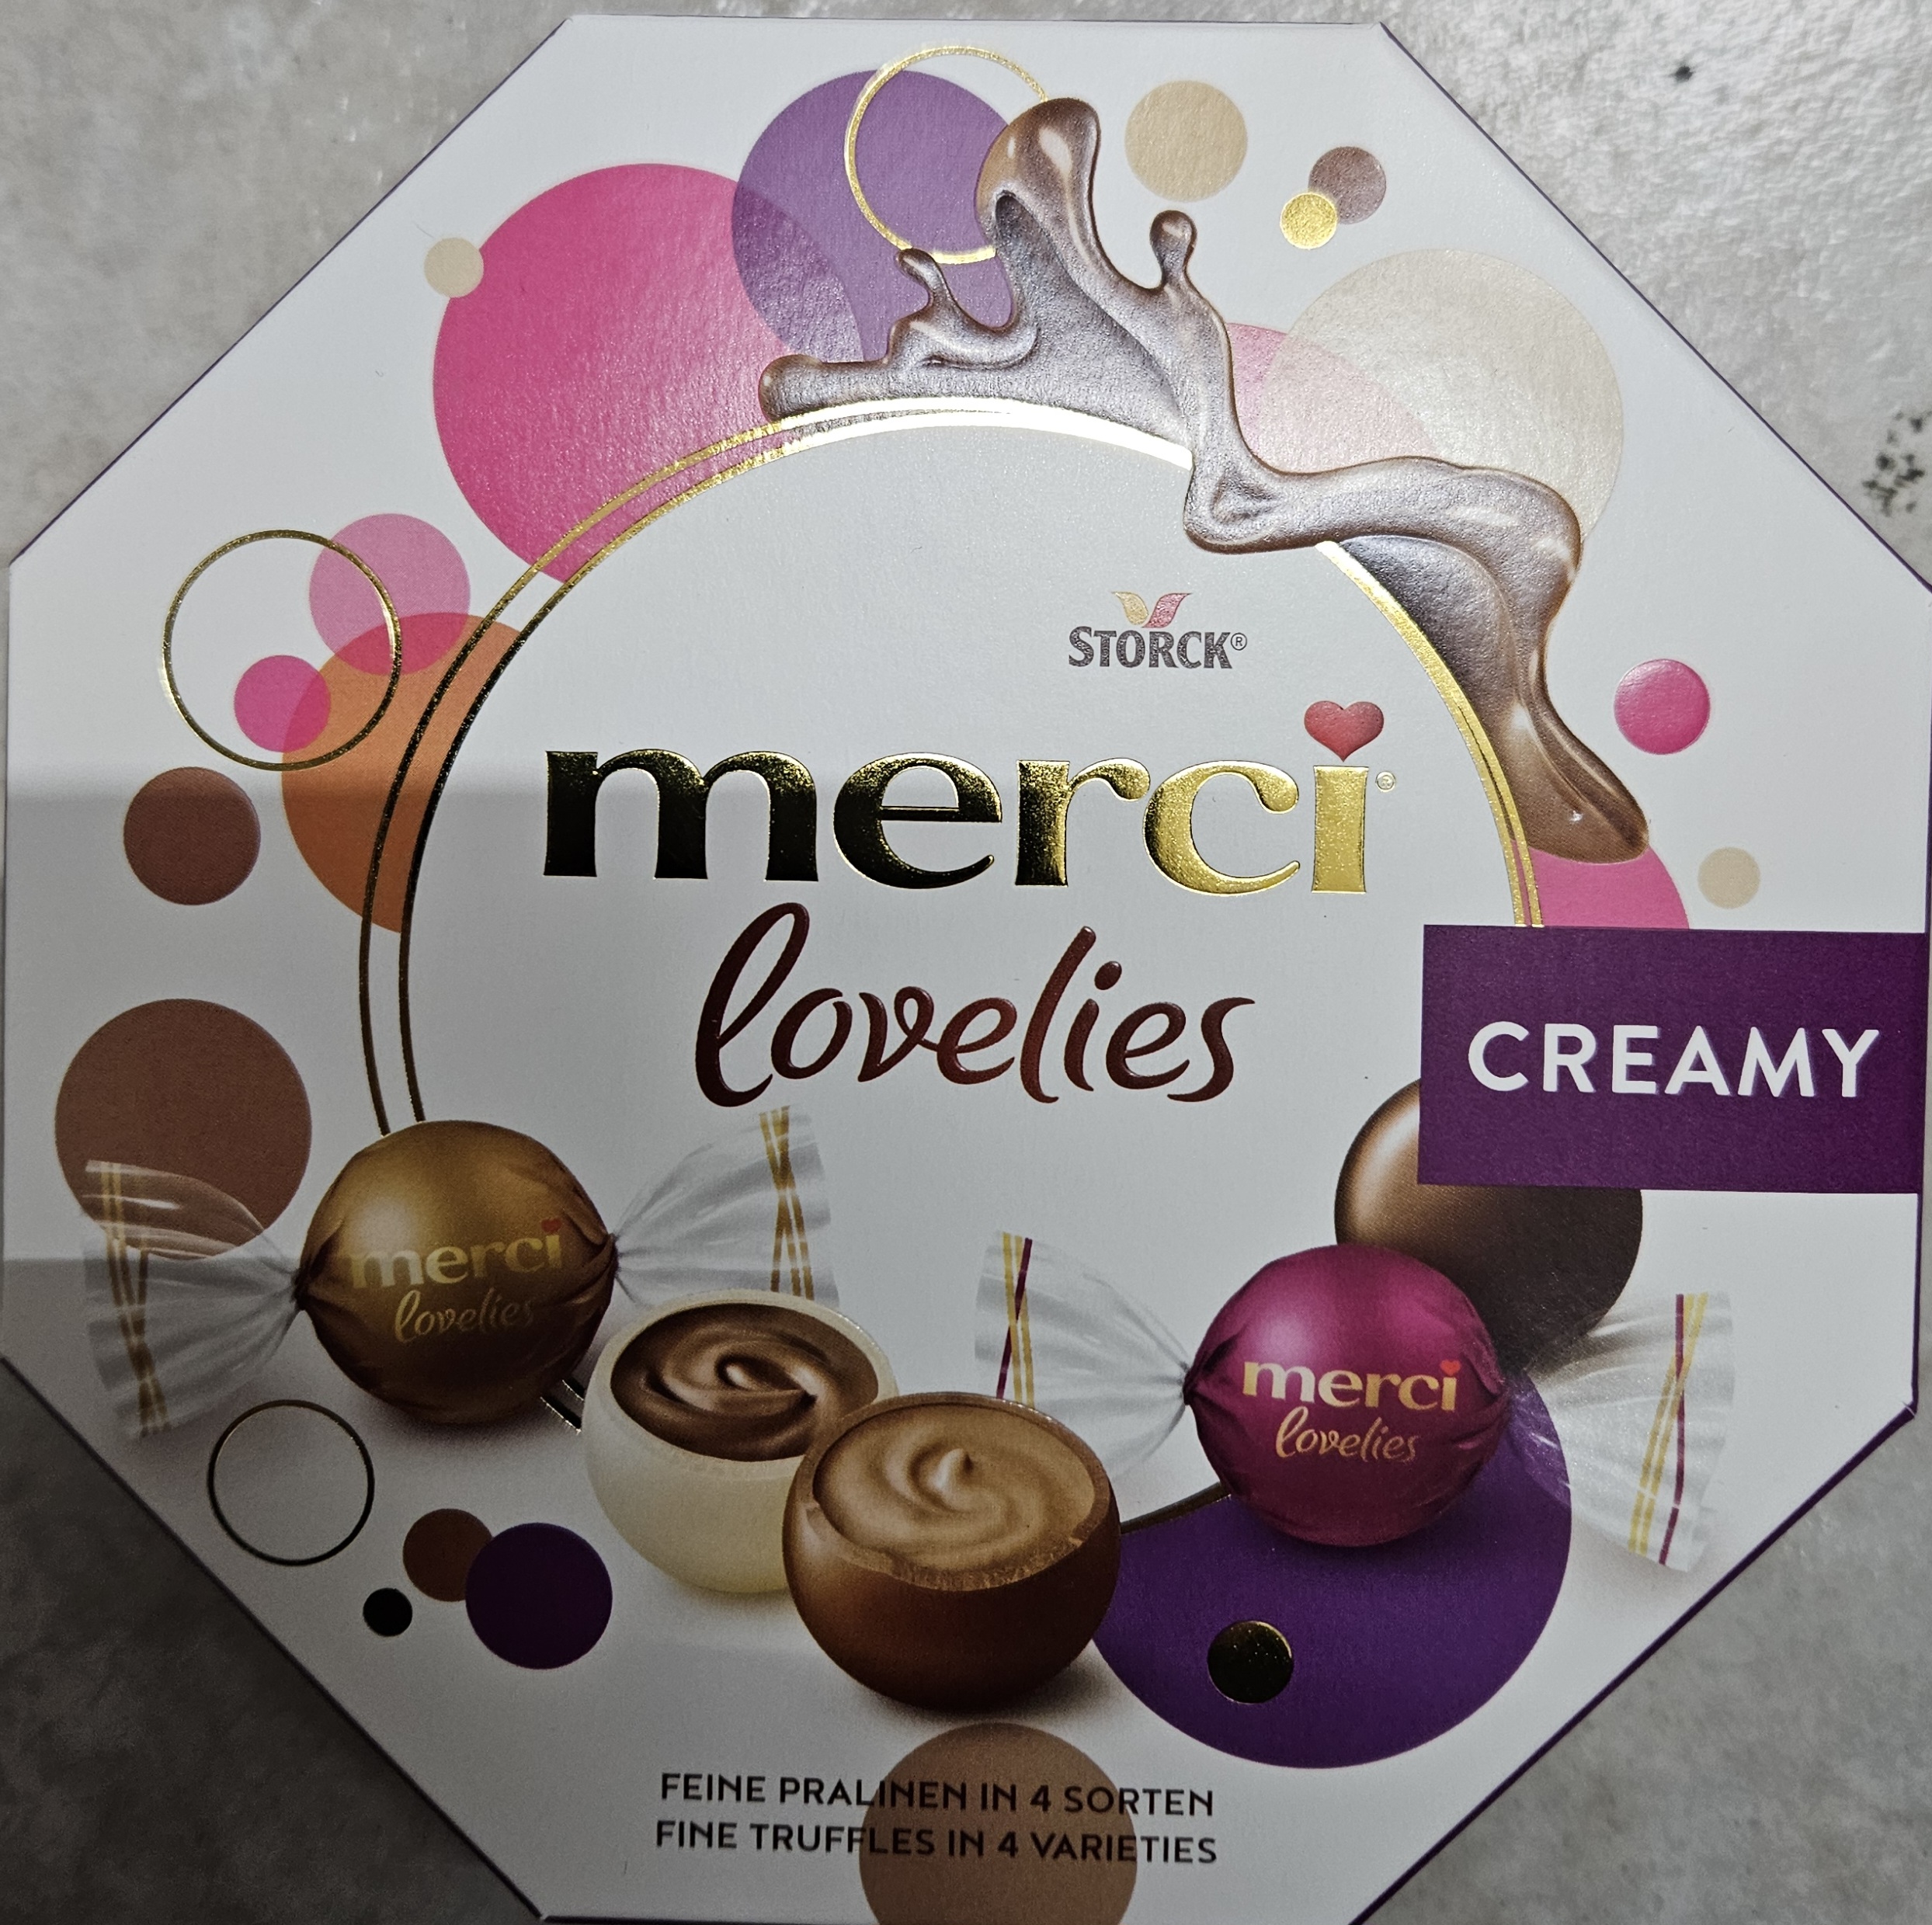 STORCK®
merci®
lovelies
CREAMY
merci
lovelies
merci
lovelies
FEINE PRALINEN IN 4 SORTEN
FINE TRUFFLES IN 4 VARIETIES